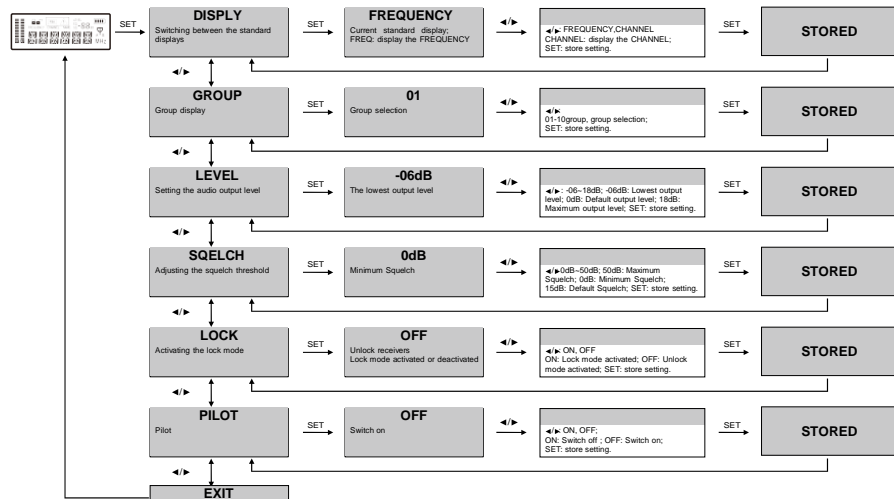 SET
DISPLY
Switching between the standard
displays
SET
FREQUENCY
Current standard display;
FREQ: display the FREQUENCY
◄/►
◄/►: FREQUENCY,CHANNEL
CHANNEL: display the CHANNEL;
SET: store setting.
SET
STORED
◄/►
GROUP
Group display
SET
01
Group selection
◄/►
◄/►:
01-10group, group selection;
SET: store setting.
SET
STORED
◄/►
LEVEL
Setting the audio output level
SET
-06dB
The lowest output level
◄/►
◄/►: -06~18dB; -06dB: Lowest output
level; 0dB: Default output level; 18dB:
Maximum output level; SET: store setting.
SET
STORED
◄/►
SQELCH
Adjusting the squelch threshold
SET
0dB
Minimum Squelch
◄/►
◄/►0dB~50dB; 50dB: Maximum
Squelch; 0dB: Minimum Squelch;
15dB: Default Squelch; SET: store setting.
SET
STORED
◄/►
LOCK
Activating the lock mode
SET
OFF
Unlock receivers
Lock mode activated or deactivated
◄/►
◄/►: ON, OFF
ON: Lock mode activated; OFF: Unlock
mode activated; SET: store setting.
SET
STORED
◄/►
PILOT
Pilot
SET
OFF
Switch on
◄/►
◄/►: ON, OFF;
ON: Switch off ; OFF: Switch on;
SET: store setting.
SET
STORED
◄/►
EXIT